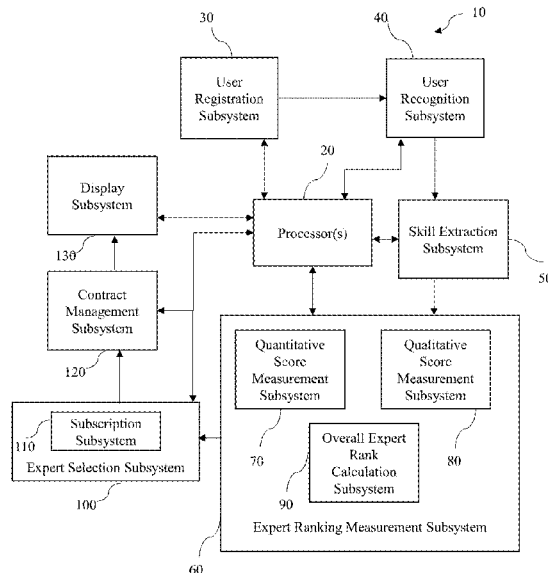 30
40
10
User
Registration
Subsystem
User
Recognition
Subsystem
20
Display
Subsystem
Processor(s)
Skill Extraction
Subsystem
130
50
Contract
Management
Subsystem
120
Quantitative
Score
Measurement
Subsystem
Qualitative
Score
Measurement
Subsystem
70
80
110
Subscription
Subsystem
Expert Selection Subsystem
100
90
Overall Expert
Rank
Calculation
Subsystem
Expert Ranking Measurement Subsystem
60